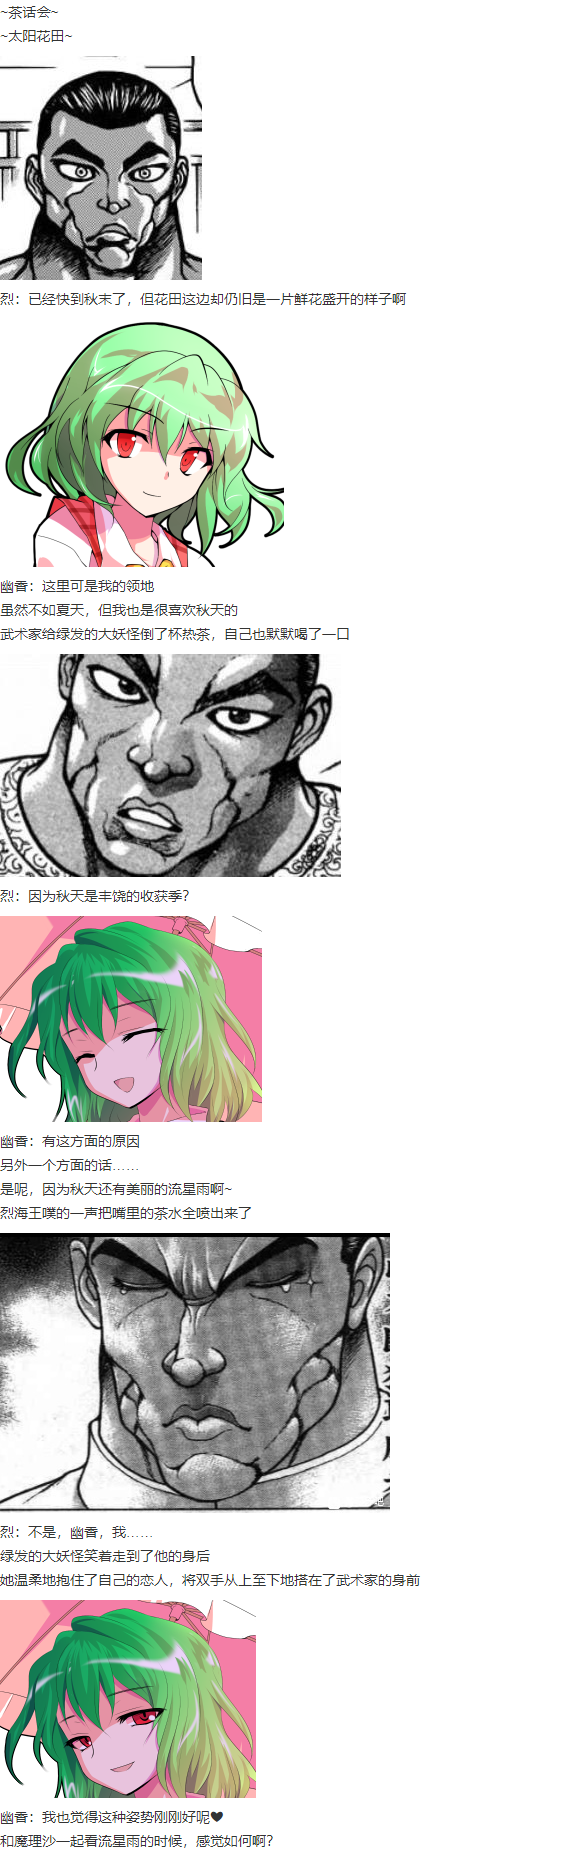 ~茶话会~
~太阳花田~
烈：已经快到秋末了，但花田这边却仍旧是一片鲜花盛开的样子啊
幽香：这里可是我的领地
虽然不如夏天，但我也是很喜欢秋天的
武术家给绿发的大妖怪倒了杯热茶，自己也默默喝了一口
烈：因为秋天是丰饶的收获季？
幽香：有这方面的原因
另外一个方面的话……
是呢，因为秋天还有美丽的流星雨啊~
烈海王噗的一声把嘴里的茶水全喷出来了
烈：不是，幽香，我……
绿发的大妖怪笑着走到了他的身后
她温柔地抱住了自己的恋人，将双手从上至下地搭在了武术家的身前
幽香：我也觉得这种姿势刚刚好呢❤
和魔理沙一起看流星雨的时候，感觉如何啊？